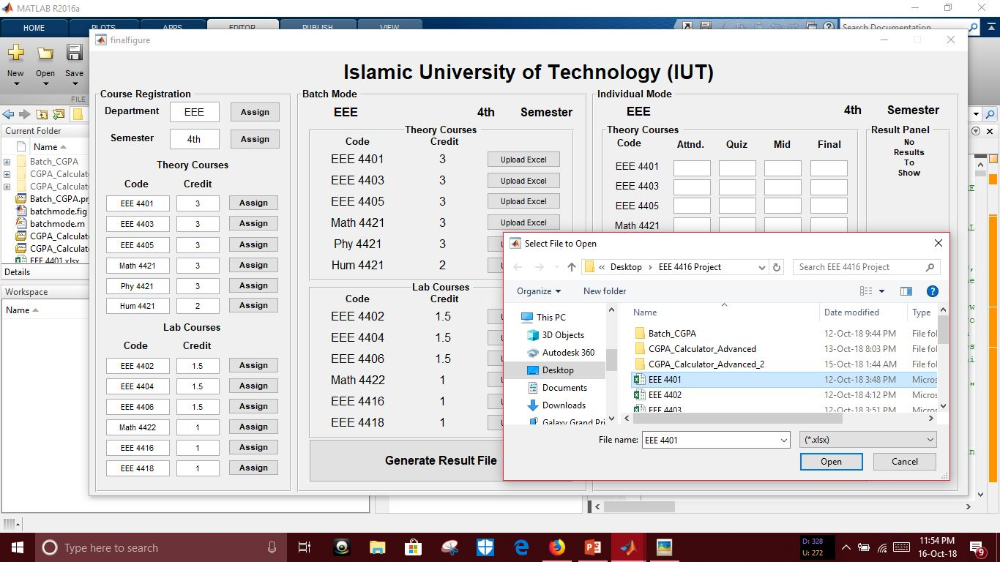 MATLAB R2016a
HOME PLOTS APPS EDITOR PUBLISH VIEW Search Documentation
finalfigure
New Open Save
FILE
Current Folder
Name
Batch_CGPA
CGPA_Calculat
CGPA_Calculat
Batch_CGPA.pr
batchmode.fig
batchmode.m
CGPA_Calculat
CGPA_Calculat
EEE 4401.xlsx
Details
Workspace
Name
Islamic University of Technology (IUT)
Course Registration
Department EEE Assign
Semester 4th Assign
Theory Courses
Code Credit
EEE 4401 3 Assign
EEE 4403 3 Assign
EEE 4405 3 Assign
Math 4421 3 Assign
Phy 4421 3 Assign
Hum 4421 2 Assign
Lab Courses
Code Credit
EEE 4402 1.5 Assign
EEE 4404 1.5 Assign
EEE 4406 1.5 Assign
Math 4422 1 Assign
EEE 4416 1 Assign
EEE 4418 1 Assign
Batch Mode
EEE 4th Semester
Theory Courses
Code Credit
EEE 4401 3 Upload Excel
EEE 4403 3 Upload Excel
EEE 4405 3 Upload Excel
Math 4421 3 Upload Excel
Phy 4421 3
Hum 4421 2
Lab Courses
Code Credit
EEE 4402 1.5
EEE 4404 1.5
EEE 4406 1.5
Math 4422 1
EEE 4416 1
EEE 4418 1
Generate Result File
Individual Mode
EEE 4th Semester
Theory Courses
Code Attnd. Quiz Mid Final
EEE 4401
EEE 4403
EEE 4405
Math 4421
Result Panel
No
Results
To
Show
Select File to Open
« Desktop › EEE 4416 Project Search EEE 4416 Project
Organize New folder
This PC
3D Objects
Autodesk 360
Desktop
Documents
Downloads
Galaxy Grand Pri
Name Date modified Type
Batch_CGPA 12-Oct-18 9:44 PM File fol
CGPA_Calculator_Advanced 13-Oct-18 8:03 PM File fol
CGPA_Calculator_Advanced_2 15-Oct-18 1:44 AM File fol
EEE 4401 12-Oct-18 3:48 PM Micros
EEE 4402 12-Oct-18 4:12 PM Micros
EEE 4403 12-Oct-18 3:51 PM Micros
File name: EEE 4401 (*.xlsx)
Open Cancel
Type here to search
D: 328
U: 272
11:54 PM
16-Oct-18
9